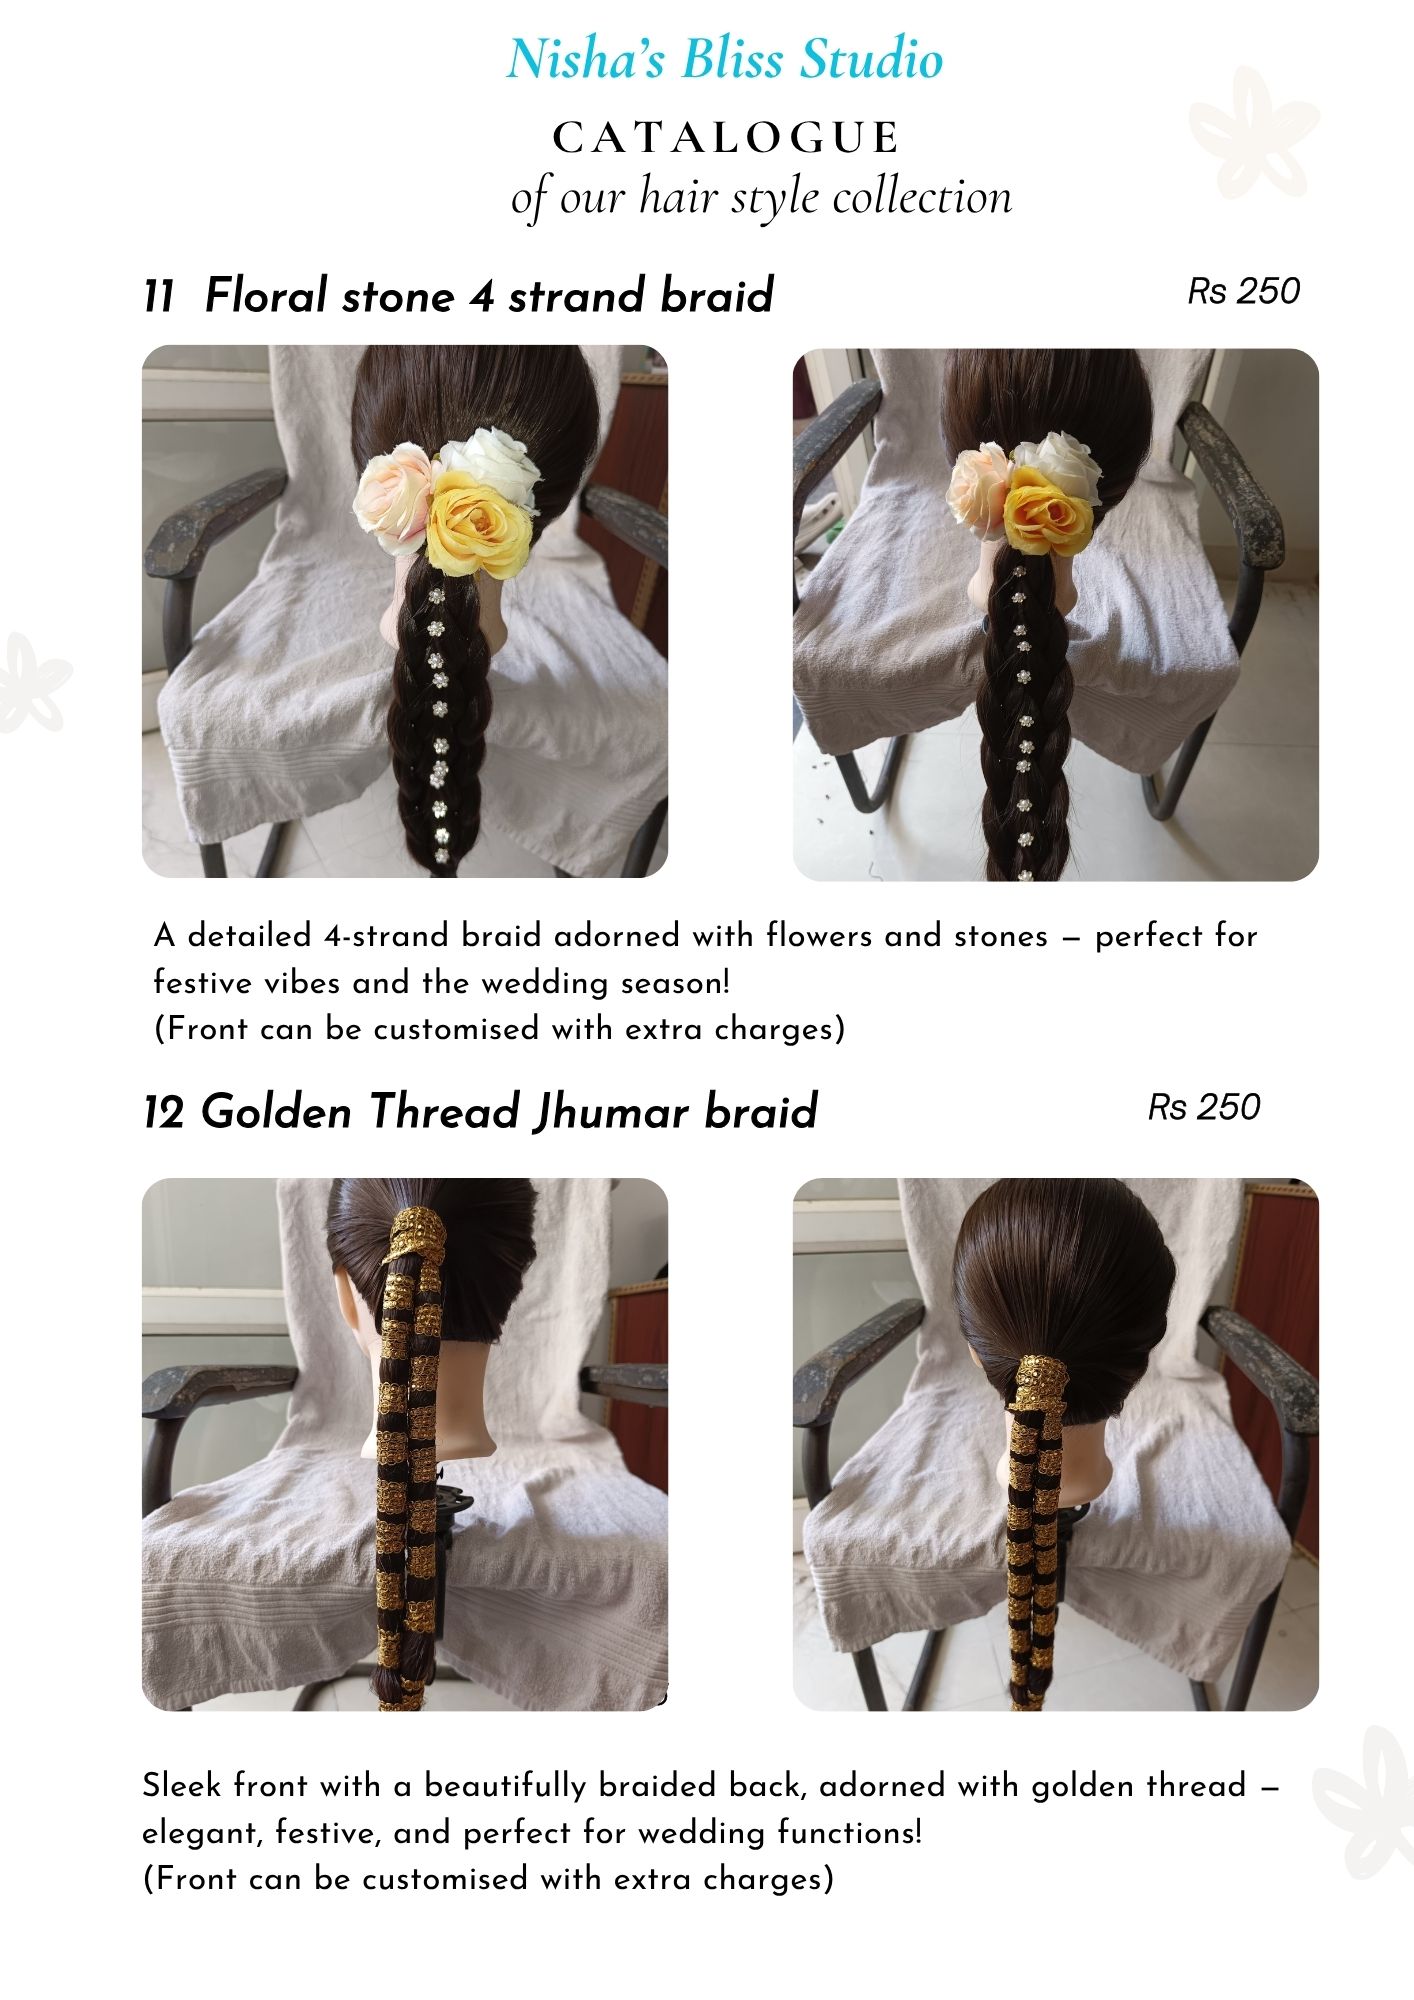 Nisha's Bliss Studio
CATALOGUE
of our hair style collection
11 Floral stone 4 strand braid
Rs 250
A detailed 4-strand braid adorned with flowers and stones – perfect for
festive vibes and the wedding season!
(Front can be customised with extra charges)
12 Golden Thread Jhumar braid
Rs 250
Sleek front with a beautifully braided back, adorned with golden thread –
elegant, festive, and perfect for wedding functions!
(Front can be customised with extra charges)